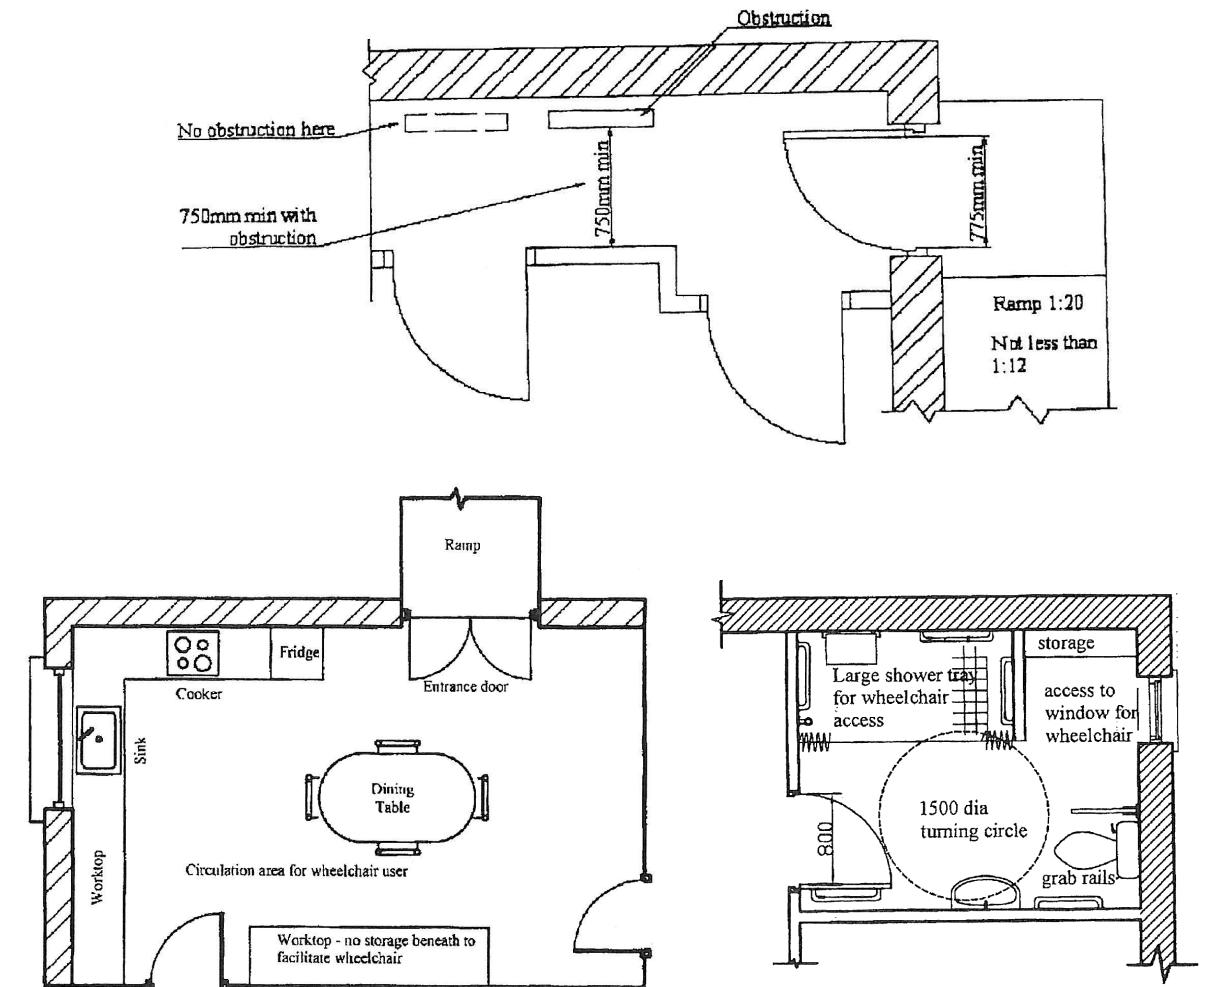 Obstruction
No obstruction here
750mm min with
obstruction
750mm min
775mm min
Ramp 1:20
Not less than
1:12
Ramp
Fridge
Cooker
Entrance door
Sink
Dining
Table
Worktop
Circulation area for wheelchair user
Worktop - no storage beneath to
facilitate wheelchair
storage
Large shower tray
for wheelchair
access
access to
window for
wheelchair
800
1500 dia
turning circle
grab rails